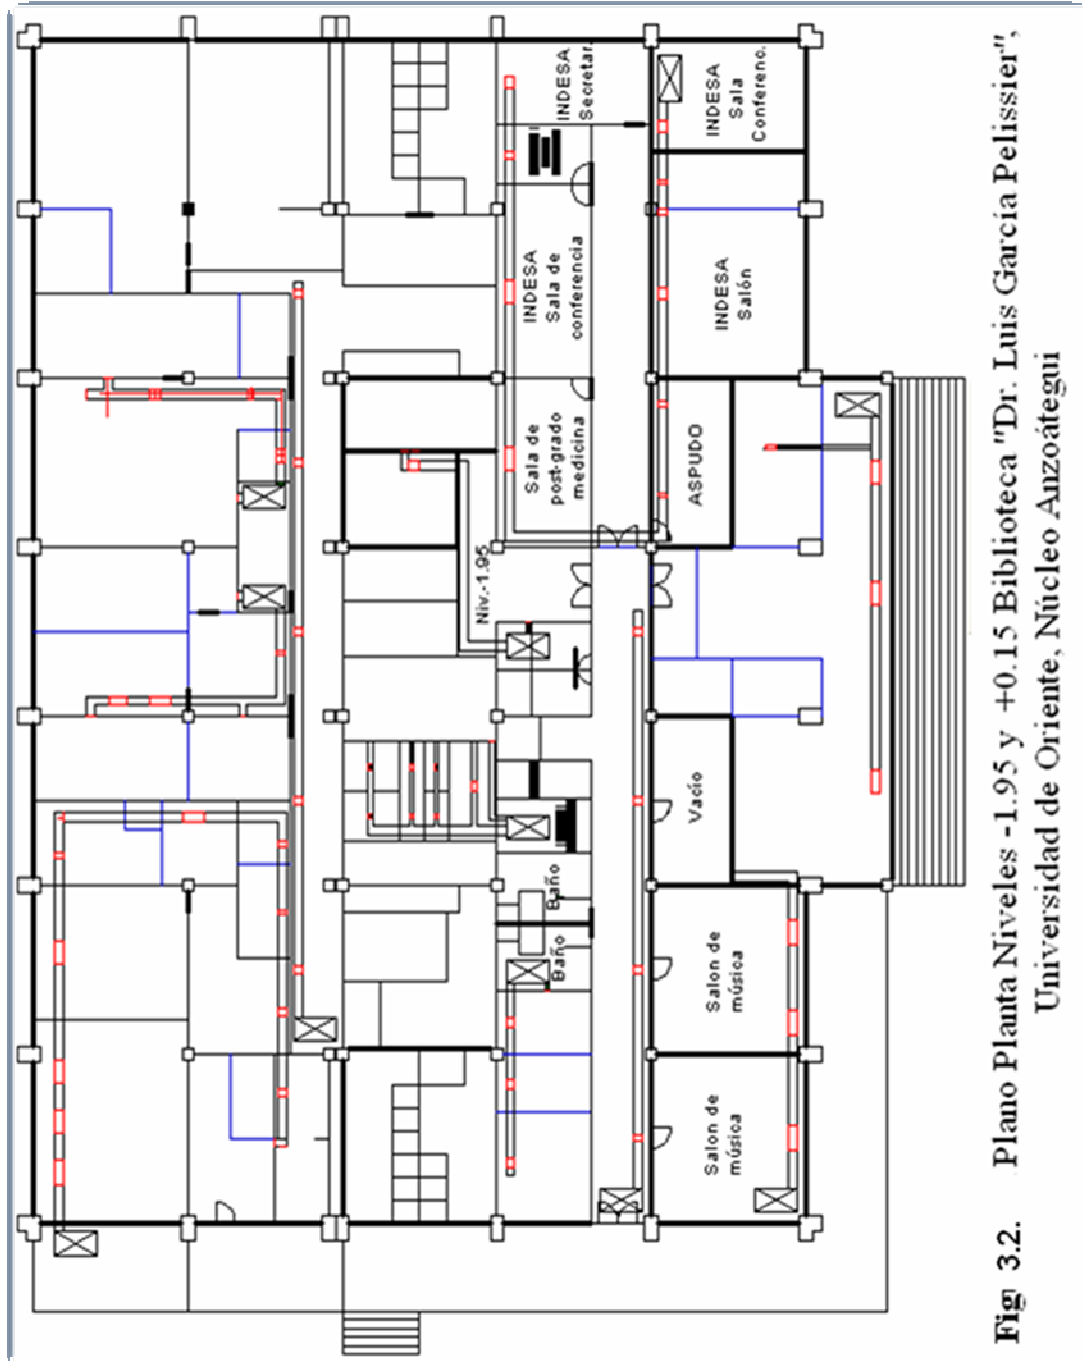 INDESA
Secretar.
INDESA
Sala
Conferenc.
INDESA
Sala de
conferencia
INDESA
Salón
Sala de
post-grado
medicina
ASPUDO
Niv.-1.95
Vacío
Baño
Baño
Salon de
música
Salon de
música
Fig 3.2. Plano Planta Niveles -1.95 y +0.15 Biblioteca "Dr. Luis García Pelissier",
Universidad de Oriente, Núcleo Anzoátegui